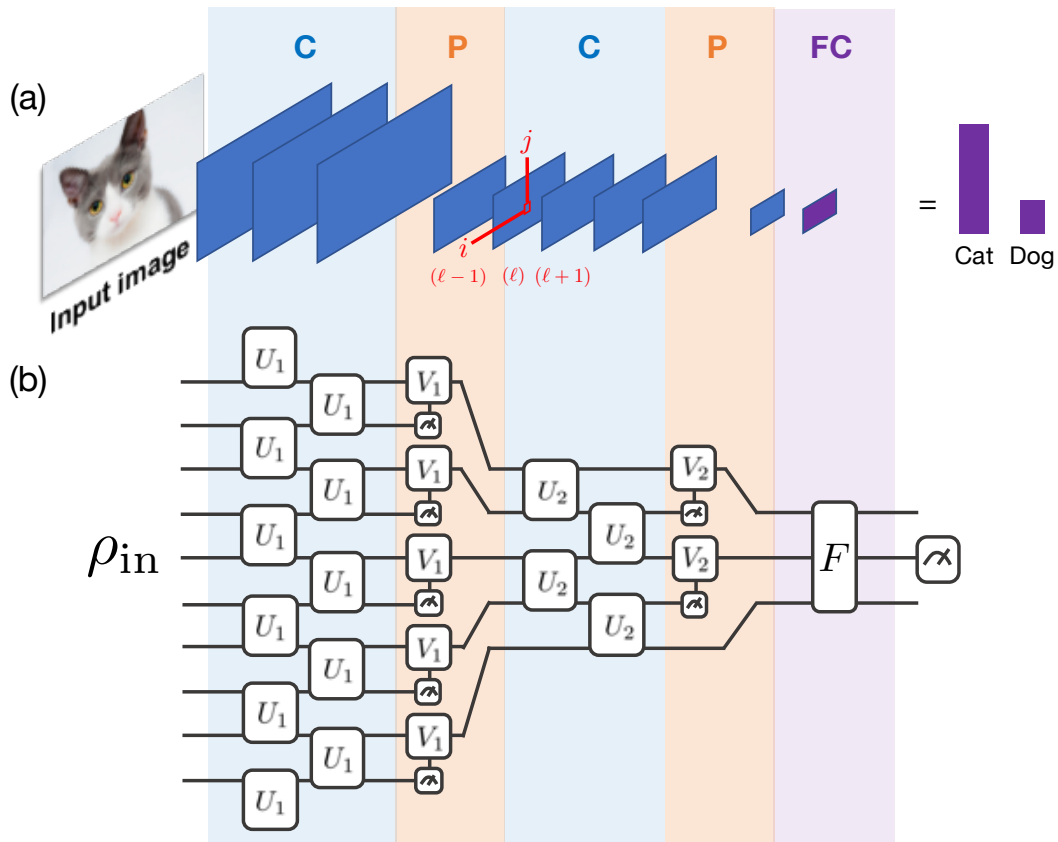 C P C P FC
(a)
j
i
(ℓ − 1) (ℓ) (ℓ + 1)
Input image
=
Cat Dog
(b)
U₁
U₁
V₁
U₁
U₁
V₁
V₂
U₁
U₂
U₁
U₂
ρin
V₁
V₂
F
U₁
U₂
U₁
U₂
U₁
V₁
U₁
U₁
V₁
U₁
U₁